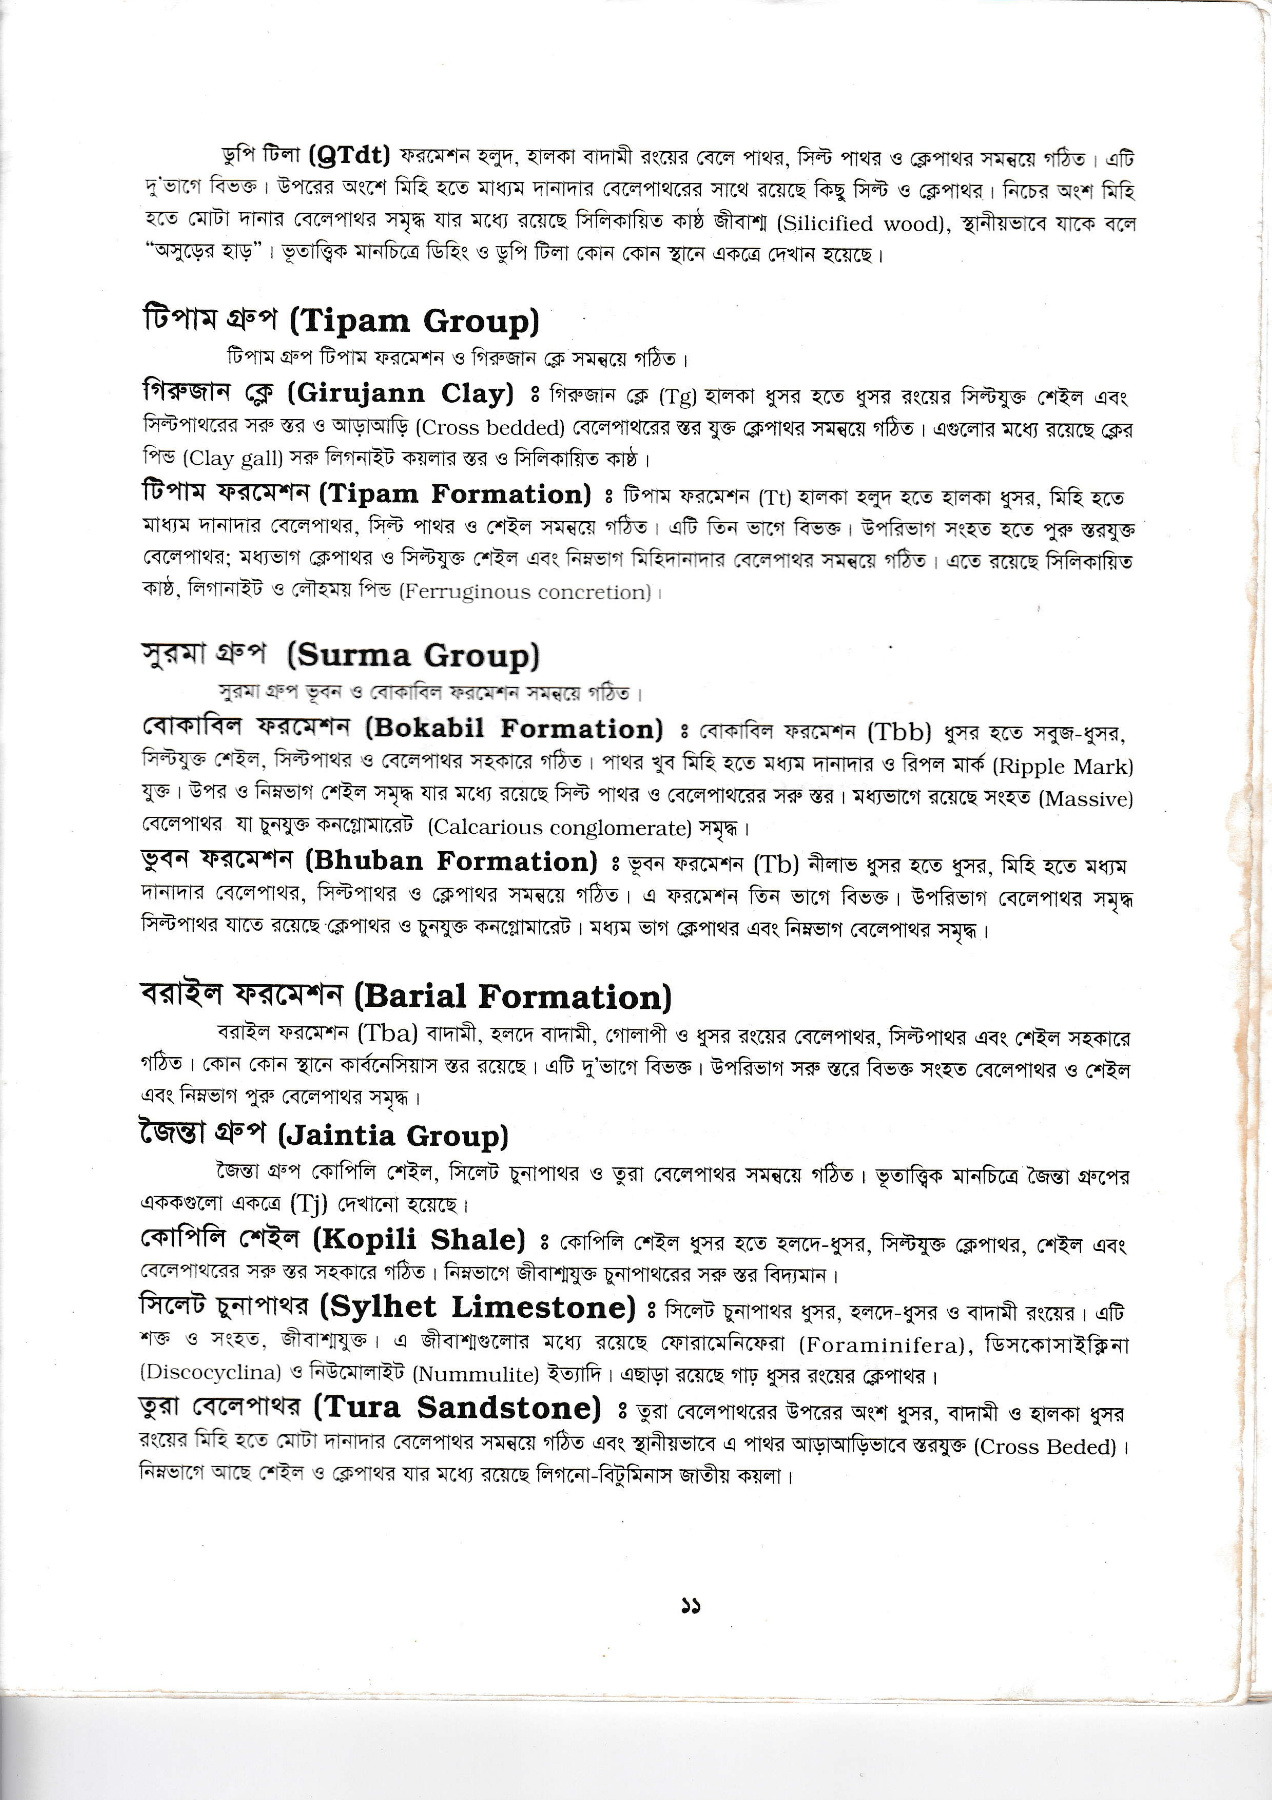 ডুপি টিলা (QTdt) ফরমেশন হলুদ, হালকা বাদামী রংয়ের বেলে পাথর, সিল্ট পাথর ও ক্লেপাথর সমন্বয়ে গঠিত। এটি
দু'ভাগে বিভক্ত। উপরের অংশে মিহি হতে মাধ্যম দানাদার বেলেপাথরের সাথে রয়েছে কিছু সিল্ট ও ক্লেপাথর। নিচের অংশ মিহি
হতে মোটা দানার বেলেপাথর সমৃদ্ধ যার মধ্যে রয়েছে সিলিকায়িত কাষ্ঠ জীবাশ্ম (Silicified wood), স্থানীয়ভাবে যাকে বলে
“অসুড়ের হাড়”। ভূতাত্ত্বিক মানচিত্রে ডিহিং ও ডুপি টিলা কোন কোন স্থানে একত্রে দেখান হয়েছে।
টিপাম গ্রুপ (Tipam Group)
টিপাম গ্রুপ টিপাম ফরমেশন ও গিরুজান ক্লে সমন্বয়ে গঠিত।
গিরুজান ক্লে (Girujann Clay) ঃ গিরুজান ক্লে (Tg) হালকা ধুসর হতে ধুসর রংয়ের সিল্টযুক্ত শেইল এবং
সিল্টপাথরের সরু স্তর ও আড়াআড়ি (Cross bedded) বেলেপাথরের স্তর যুক্ত ক্লেপাথর সমন্বয়ে গঠিত। এগুলোর মধ্যে রয়েছে ক্লের
পিন্ড (Clay gall) সরু লিগনাইট কয়লার স্তর ও সিলিকায়িত কাষ্ঠ।
টিপাম ফরমেশন (Tipam Formation) ঃ টিপাম ফরমেশন (Tt) হালকা হলুদ হতে হালকা ধুসর, মিহি হতে
মাধ্যম দানাদার বেলেপাথর, সিল্ট পাথর ও শেইল সমন্বয়ে গঠিত। এটি তিন ভাগে বিভক্ত। উপরিভাগ সংহত হতে পুরু স্তরযুক্ত
বেলেপাথর; মধ্যভাগ ক্লেপাথর ও সিল্টযুক্ত শেইল এবং নিম্নভাগ মিহিদানাদার বেলেপাথর সমন্বয়ে গঠিত। এতে রয়েছে সিলিকায়িত
কাষ্ঠ, লিগানাইট ও লৌহময় পিন্ড (Ferruginous concretion)।
সুরমা গ্রুপ (Surma Group)
সুরমা গ্রুপ ভূবন ও বোকাবিল ফরমেশন সমন্বয়ে গঠিত।
বোকাবিল ফরমেশন (Bokabil Formation) ঃ বোকাবিল ফরমেশন (Tbb) ধুসর হতে সবুজ-ধুসর,
সিল্টযুক্ত শেইল, সিল্টপাথর ও বেলেপাথর সহকারে গঠিত। পাথর খুব মিহি হতে মধ্যম দানাদার ও রিপল মার্ক (Ripple Mark)
যুক্ত। উপর ও নিম্নভাগ শেইল সমৃদ্ধ যার মধ্যে রয়েছে সিল্ট পাথর ও বেলেপাথরের সরু স্তর। মধ্যভাগে রয়েছে সংহত (Massive)
বেলেপাথর যা চুনযুক্ত কনগ্লোমারেট (Calcarious conglomerate) সমৃদ্ধ।
ভুবন ফরমেশন (Bhuban Formation) ঃ ভূবন ফরমেশন (Tb) নীলাভ ধুসর হতে ধুসর, মিহি হতে মধ্যম
দানাদার বেলেপাথর, সিল্টপাথর ও ক্লেপাথর সমন্বয়ে গঠিত। এ ফরমেশন তিন ভাগে বিভক্ত। উপরিভাগ বেলেপাথর সমৃদ্ধ
সিল্টপাথর যাতে রয়েছে ক্লেপাথর ও চুনযুক্ত কনগ্লোমারেট। মধ্যম ভাগ ক্লেপাথর এবং নিম্নভাগ বেলেপাথর সমৃদ্ধ।
বরাইল ফরমেশন (Barial Formation)
বরাইল ফরমেশন (Tba) বাদামী, হলদে বাদামী, গোলাপী ও ধুসর রংয়ের বেলেপাথর, সিল্টপাথর এবং শেইল সহকারে
গঠিত। কোন কোন স্থানে কার্বনেসিয়াস স্তর রয়েছে। এটি দু'ভাগে বিভক্ত। উপরিভাগ সরু স্তরে বিভক্ত সংহত বেলেপাথর ও শেইল
এবং নিম্নভাগ পুরু বেলেপাথর সমৃদ্ধ।
জৈন্তা গ্রুপ (Jaintia Group)
জৈন্তা গ্রুপ কোপিলি শেইল, সিলেট চুনাপাথর ও তুরা বেলেপাথর সমন্বয়ে গঠিত। ভূতাত্ত্বিক মানচিত্রে জৈন্তা গ্রুপের
এককগুলো একত্রে (Tj) দেখানো হয়েছে।
কোপিলি শেইল (Kopili Shale) ঃ কোপিলি শেইল ধুসর হতে হলদে-ধুসর, সিল্টযুক্ত ক্লেপাথর, শেইল এবং
বেলেপাথরের সরু স্তর সহকারে গঠিত। নিম্নভাগে জীবাশ্মযুক্ত চুনাপাথরের সরু স্তর বিদ্যমান।
সিলেট চুনাপাথর (Sylhet Limestone) ঃ সিলেট চুনাপাথর ধুসর, হলদে-ধুসর ও বাদামী রংয়ের। এটি
শক্ত ও সংহত, জীবাশ্মযুক্ত। এ জীবাশ্মগুলোর মধ্যে রয়েছে ফোরামেনিফেরা (Foraminifera), ডিসকোসাইক্লিনা
(Discocyclina) ও নিউমোলাইট (Nummulite) ইত্যাদি। এছাড়া রয়েছে গাঢ় ধুসর রংয়ের ক্লেপাথর।
তুরা বেলেপাথর (Tura Sandstone) ঃ তুরা বেলেপাথরের উপরের অংশ ধুসর, বাদামী ও হালকা ধুসর
রংয়ের মিহি হতে মোটা দানাদার বেলেপাথর সমন্বয়ে গঠিত এবং স্থানীয়ভাবে এ পাথর আড়াআড়িভাবে স্তরযুক্ত (Cross Beded)।
নিম্নভাগে আছে শেইল ও ক্লেপাথর যার মধ্যে রয়েছে লিগনো-বিটুমিনাস জাতীয় কয়লা।
১১